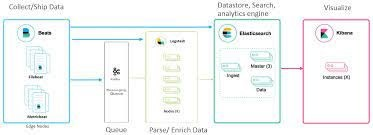 Collect/Ship Data
Datastore, Search,
analytics engine
Visualize
Beats
Filebeat
Metricbeat
Edge Nodes
Queue
Logstash
Nodes (X)
Parse/ Enrich Data
Elasticsearch
Ingest
Master (3)
Data
Kibana
Instances (X)